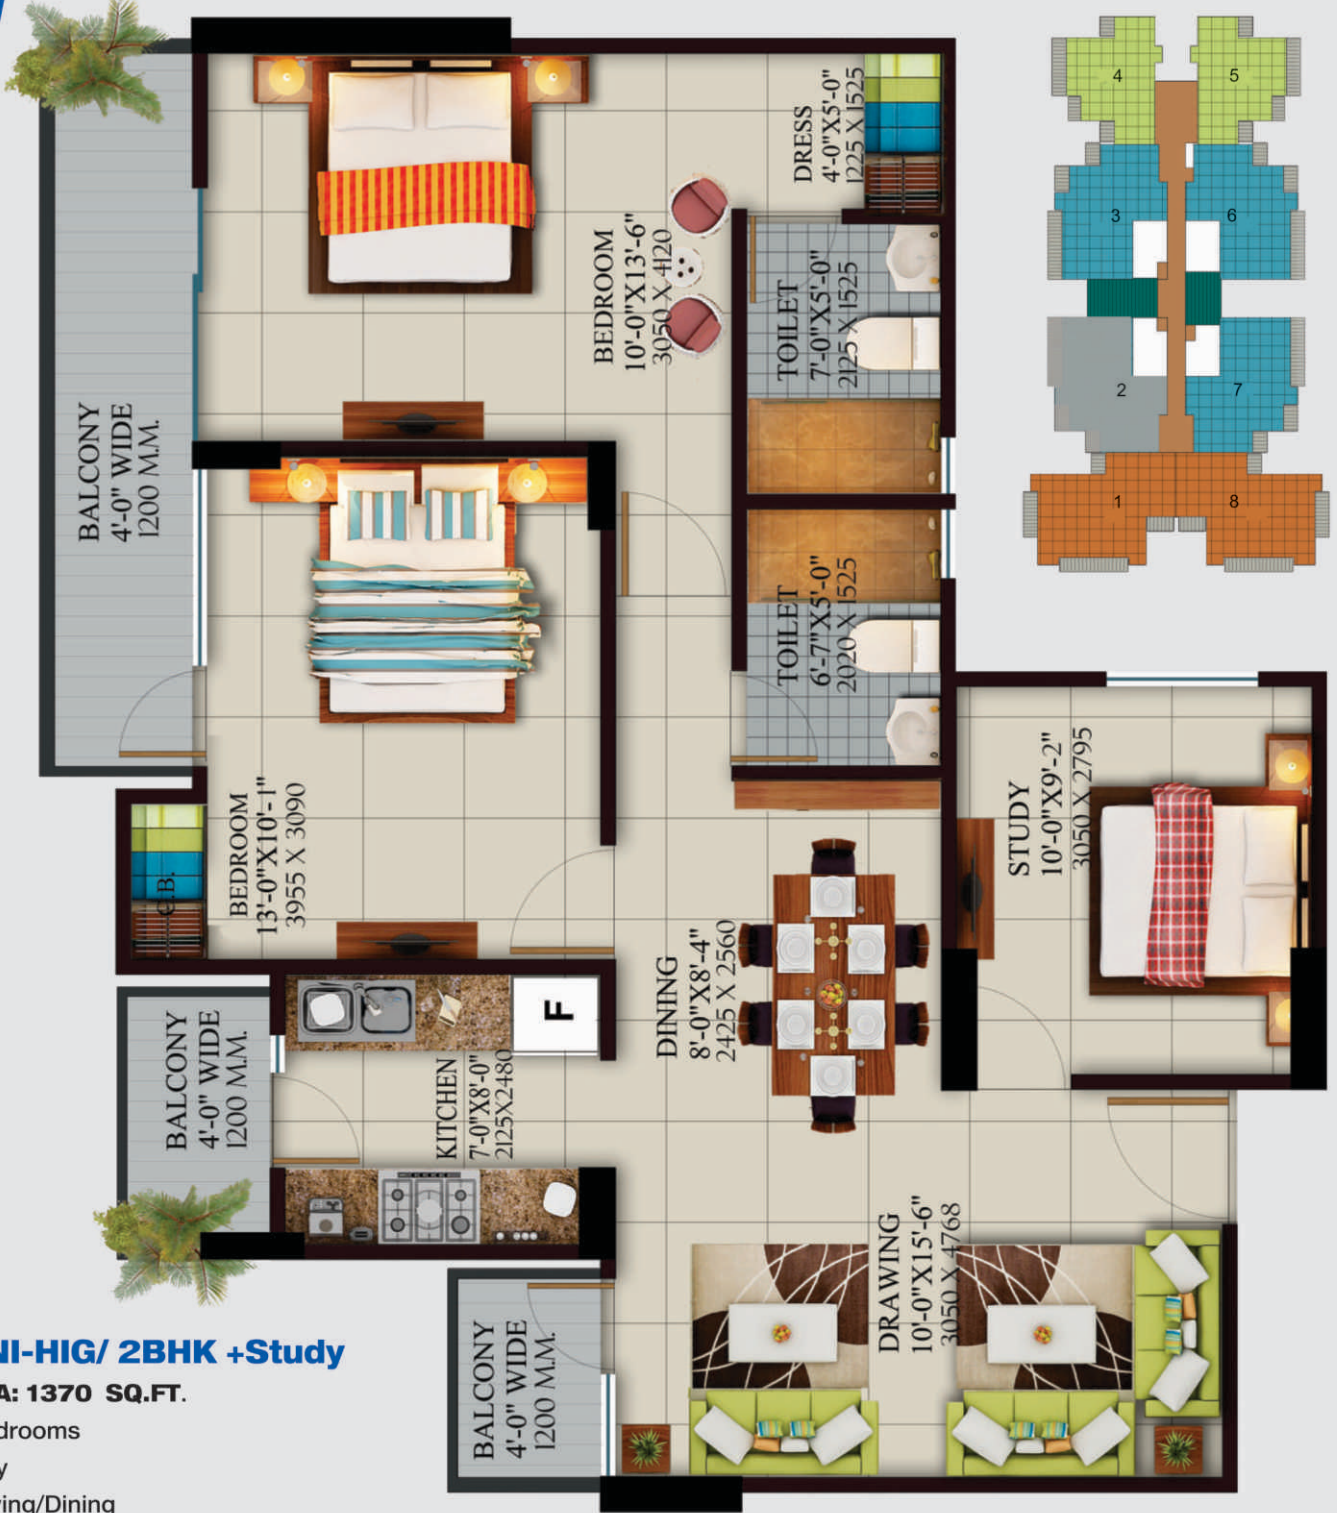 DRESS
4'-0"X5'-0"
1225 X 1525
BEDROOM
10'-0"X13'-6"
3050 X 4120
TOILET
7'-0"X5'-0"
2125 X 1525
BALCONY
4'-0" WIDE
1200 M.M.
TOILET
6'-7"X5'-0"
2020 X 1525
BEDROOM
13'-0"X10'-1"
3955 X 3090
C.B.
STUDY
10'-0"X9'-2"
3050 X 2795
DINING
8'-0"X8'-4"
2425 X 2560
F
KITCHEN
7'-0"X8'-0"
2125X2480
BALCONY
4'-0" WIDE
1200 M.M.
DRAWING
10'-0"X15'-6"
3050 X 4768
BALCONY
4'-0" WIDE
1200 M.M.
4
5
3
6
2
7
1
8
NI-HIG/ 2BHK +Study
A: 1370 SQ.FT.
drooms
y
wing/Dining